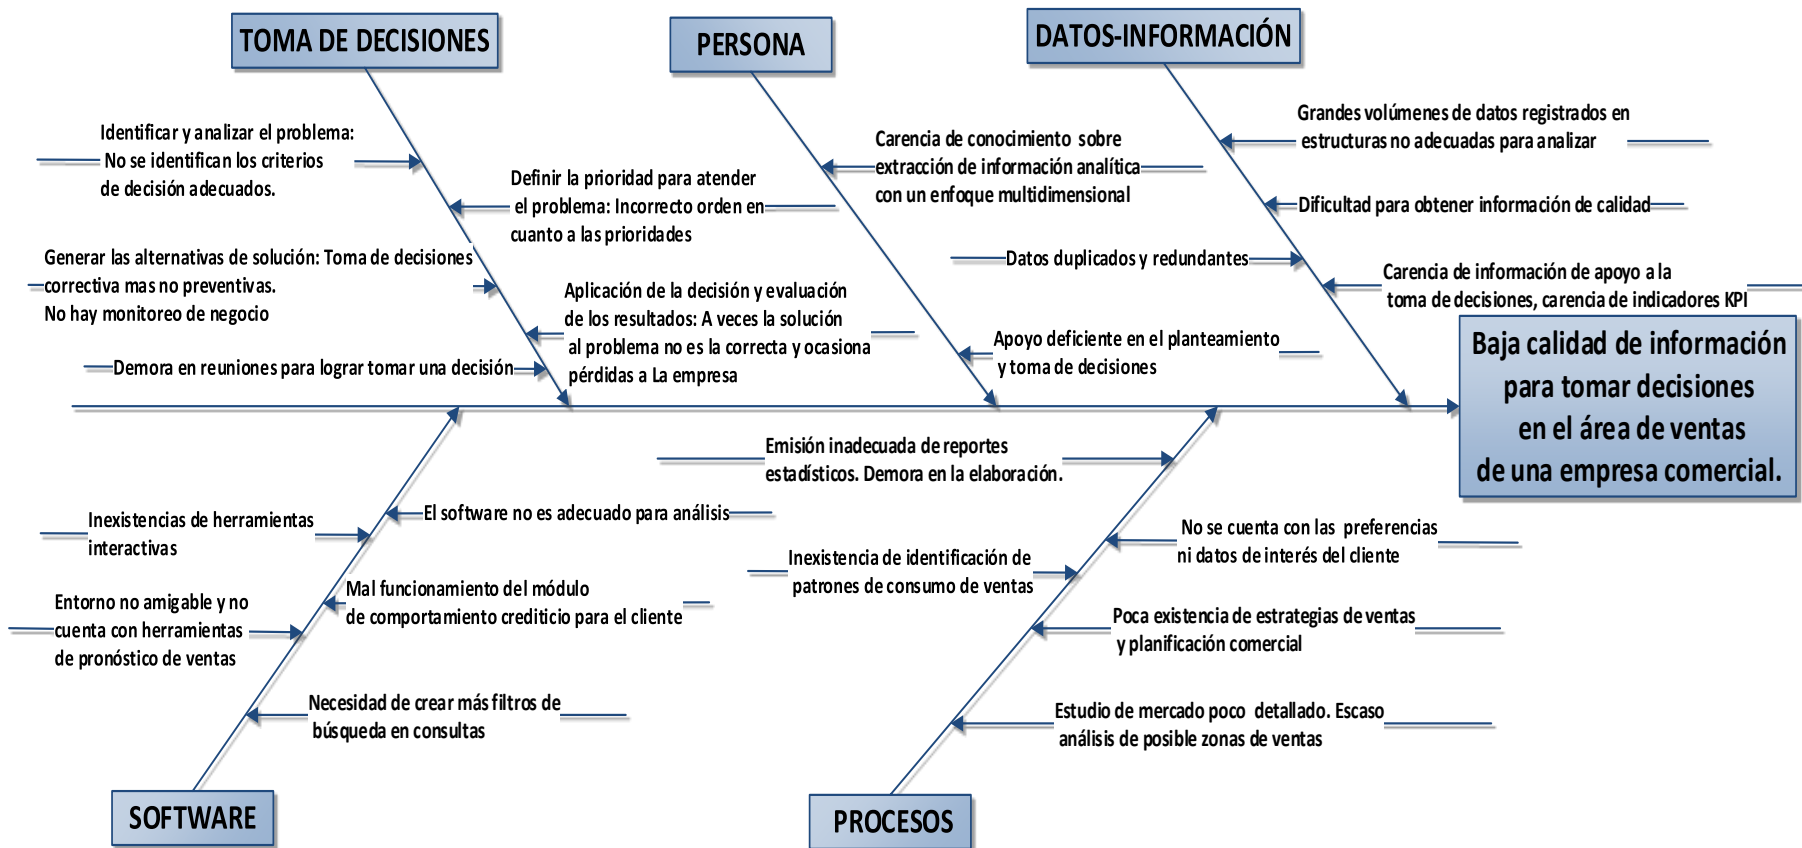 TOMA DE DECISIONES
PERSONA
DATOS-INFORMACIÓN
Identificar y analizar el problema:
No se identifican los criterios
de decisión adecuados.
Definir la prioridad para atender
el problema: Incorrecto orden en
cuanto a las prioridades
Generar las alternativas de solución: Toma de decisiones
correctiva mas no preventivas.
No hay monitoreo de negocio
Aplicación de la decisión y evaluación
de los resultados: A veces la solución
al problema no es la correcta y ocasiona
pérdidas a La empresa
Demora en reuniones para lograr tomar una decisión
Carencia de conocimiento sobre
extracción de información analítica
con un enfoque multidimensional
Apoyo deficiente en el planteamiento
y toma de decisiones
Grandes volúmenes de datos registrados en
estructuras no adecuadas para analizar
Dificultad para obtener información de calidad
Datos duplicados y redundantes
Carencia de información de apoyo a la
toma de decisiones, carencia de indicadores KPI
Baja calidad de información
para tomar decisiones
en el área de ventas
de una empresa comercial.
El software no es adecuado para análisis
Inexistencias de herramientas
interactivas
Mal funcionamiento del módulo
de comportamiento crediticio para el cliente
Entorno no amigable y no
cuenta con herramientas
de pronóstico de ventas
Necesidad de crear más filtros de
búsqueda en consultas
Emisión inadecuada de reportes
estadísticos. Demora en la elaboración.
No se cuenta con las preferencias
ni datos de interés del cliente
Inexistencia de identificación de
patrones de consumo de ventas
Poca existencia de estrategias de ventas
y planificación comercial
Estudio de mercado poco detallado. Escaso
análisis de posible zonas de ventas
SOFTWARE
PROCESOS